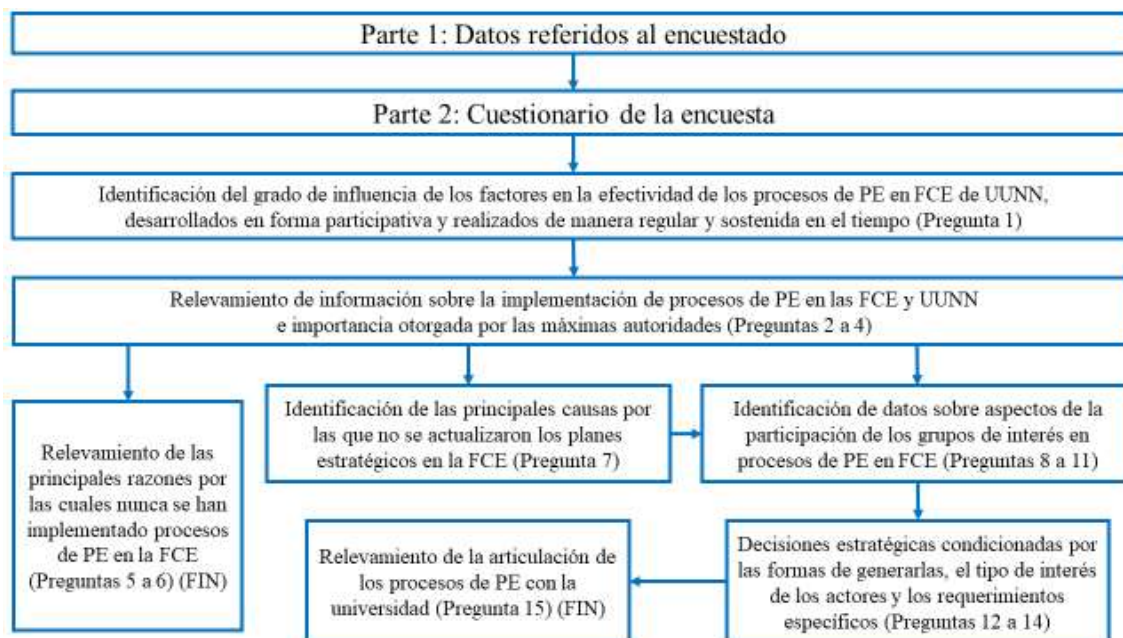 Parte 1: Datos referidos al encuestado
Parte 2: Cuestionario de la encuesta
Identificación del grado de influencia de los factores en la efectividad de los procesos de PE en FCE de UUNN,
desarrollados en forma participativa y realizados de manera regular y sostenida en el tiempo (Pregunta 1)
Relevamiento de información sobre la implementación de procesos de PE en las FCE y UUNN
e importancia otorgada por las máximas autoridades (Preguntas 2 a 4)
Relevamiento de las
principales razones por
las cuales nunca se han
implementado procesos
de PE en la FCE
(Preguntas 5 a 6) (FIN)
Identificación de las principales causas por
las que no se actualizaron los planes
estratégicos en la FCE (Pregunta 7)
Identificación de datos sobre aspectos de la
participación de los grupos de interés en
procesos de PE en FCE (Preguntas 8 a 11)
Relevamiento de la articulación de
los procesos de PE con la
universidad (Pregunta 15) (FIN)
Decisiones estratégicas condicionadas por
las formas de generarlas, el tipo de interés
de los actores y los requerimientos
específicos (Preguntas 12 a 14)